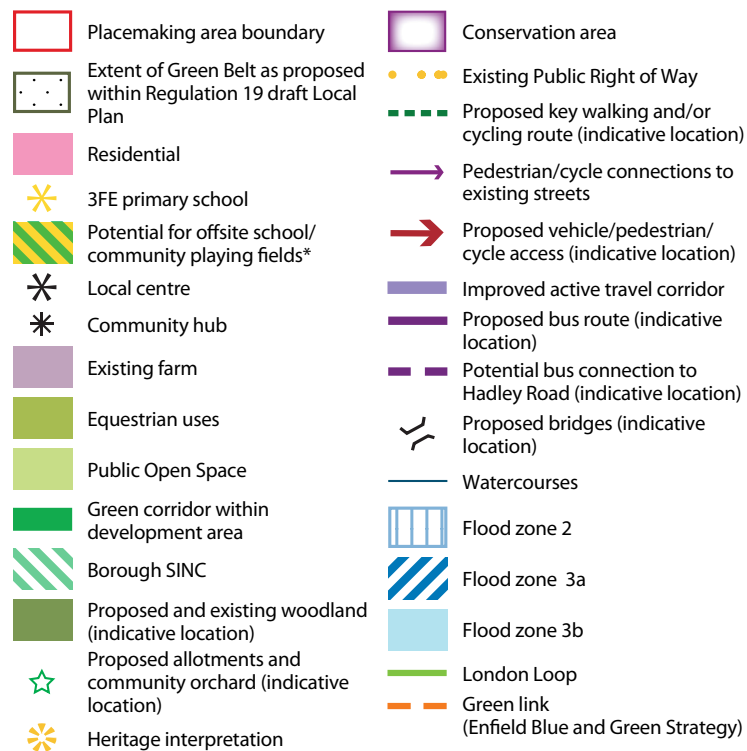 Placemaking area boundary
Extent of Green Belt as proposed
within Regulation 19 draft Local
Plan
Residential
3FE primary school
Potential for offsite school/
community playing fields*
Local centre
Community hub
Existing farm
Equestrian uses
Public Open Space
Green corridor within
development area
Borough SINC
Proposed and existing woodland
(indicative location)
Proposed allotments and
community orchard (indicative
location)
Heritage interpretation
Conservation area
Existing Public Right of Way
Proposed key walking and/or
cycling route (indicative location)
Pedestrian/cycle connections to
existing streets
Proposed vehicle/pedestrian/
cycle access (indicative location)
Improved active travel corridor
Proposed bus route (indicative
location)
Potential bus connection to
Hadley Road (indicative location)
Proposed bridges (indicative
location)
Watercourses
Flood zone 2
Flood zone 3a
Flood zone 3b
London Loop
Green link
(Enfield Blue and Green Strategy)